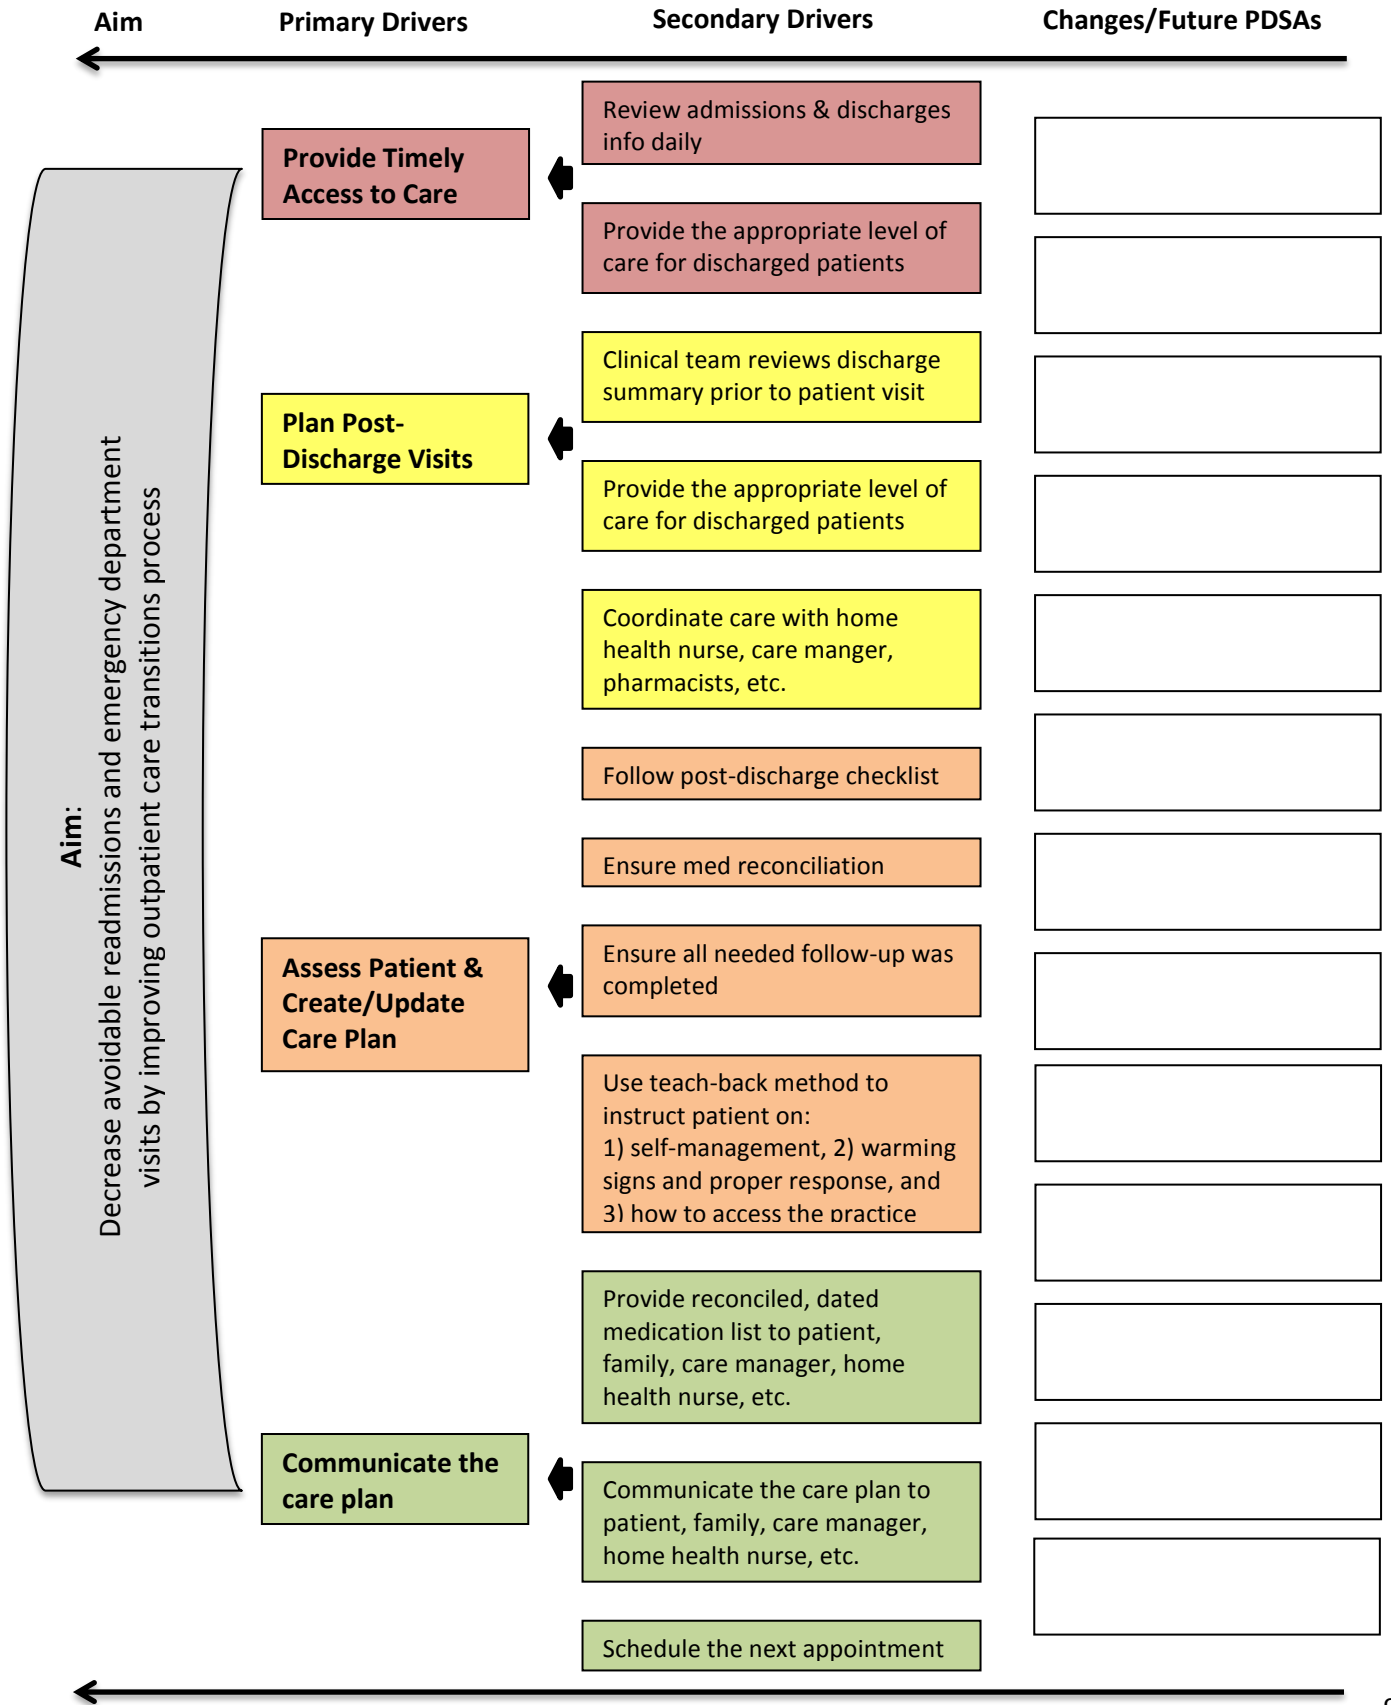 Aim
Primary Drivers
Secondary Drivers
Changes/Future PDSAs
Aim:
Decrease avoidable readmissions and emergency department
visits by improving outpatient care transitions process
Provide Timely
Access to Care
Review admissions & discharges
info daily
Provide the appropriate level of
care for discharged patients
Plan Post-
Discharge Visits
Clinical team reviews discharge
summary prior to patient visit
Provide the appropriate level of
care for discharged patients
Coordinate care with home
health nurse, care manger,
pharmacists, etc.
Assess Patient &
Create/Update
Care Plan
Follow post-discharge checklist
Ensure med reconciliation
Ensure all needed follow-up was
completed
Use teach-back method to
instruct patient on:
1) self-management, 2) warming
signs and proper response, and
3) how to access the practice
Communicate the
care plan
Provide reconciled, dated
medication list to patient,
family, care manager, home
health nurse, etc.
Communicate the care plan to
patient, family, care manager,
home health nurse, etc.
Schedule the next appointment